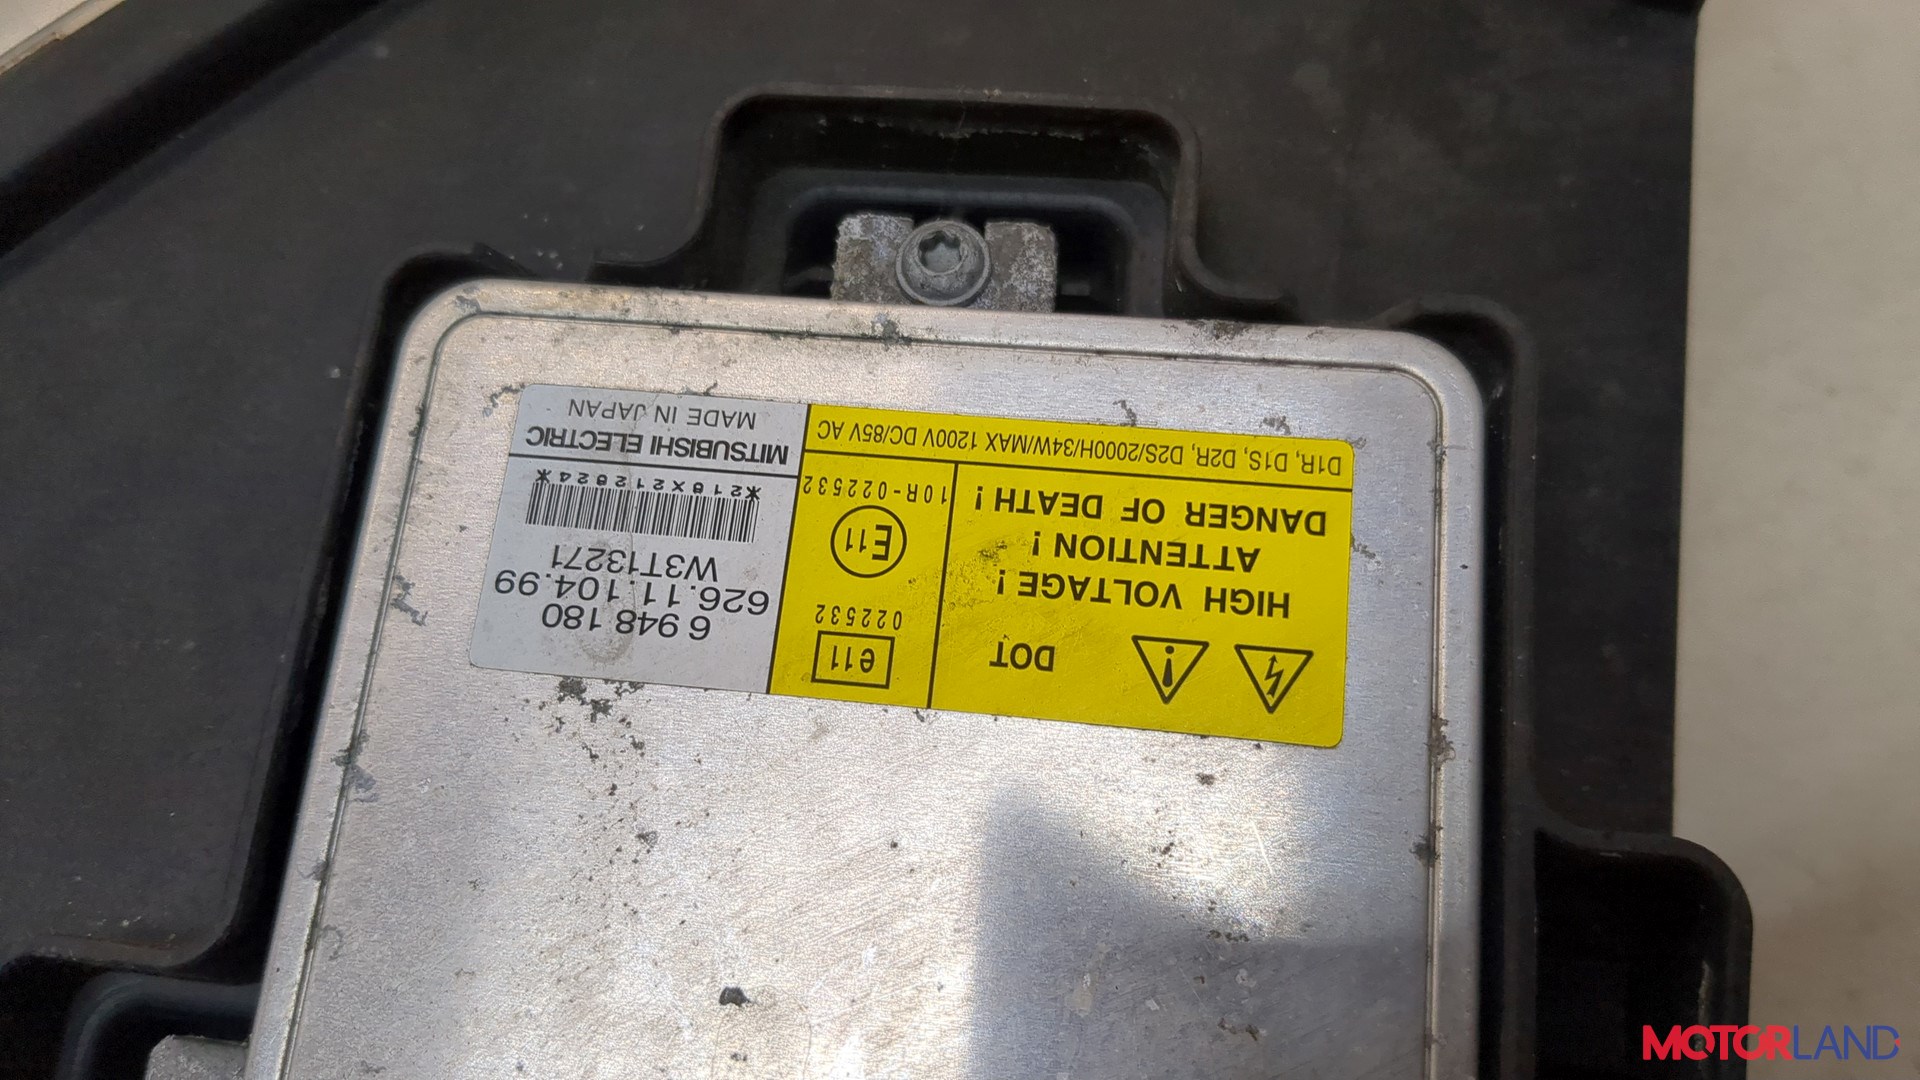 DOT
HIGH VOLTAGE !
ATTENTION !
DANGER OF DEATH !
D1R, D1S, D2R, D2S/2000H/34W/MAX 1200V DC/85V AC
e11
022532
E11
10R-022532
6 948 180
626.11.104.99
W3T13271
*218X212824*
MITSUBISHI ELECTRIC
MADE IN JAPAN
MOTORLAND